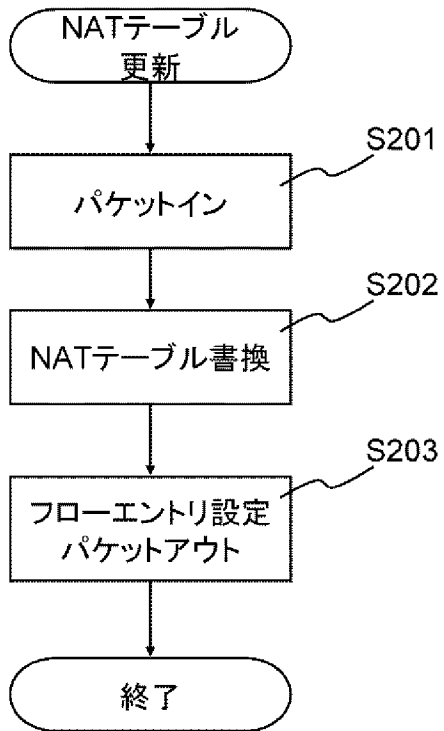 NATテーブル
更新
S201
パケットイン
S202
NATテーブル書換
S203
フローエントリ設定
パケットアウト
終了